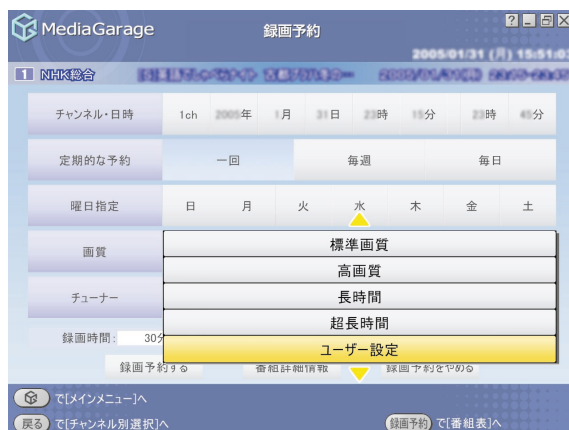 MediaGarage 録画予約
2005/01/31 (月) 15:51:03
1 NHK総合
チャンネル・日時 1ch 2005年 1月 31日 23時 15分 23時 45分
定期的な予約 一回 毎週 毎日
曜日指定 日 月 火 水 木 金 土
画質
標準画質
高画質
長時間
超長時間
ユーザー設定
チューナー
録画時間: 30分
録画予約する 番組詳細情報 録画予約をやめる
で[メインメニュー]へ
戻る で[チャンネル別選択]へ 録画予約 で[番組表]へ